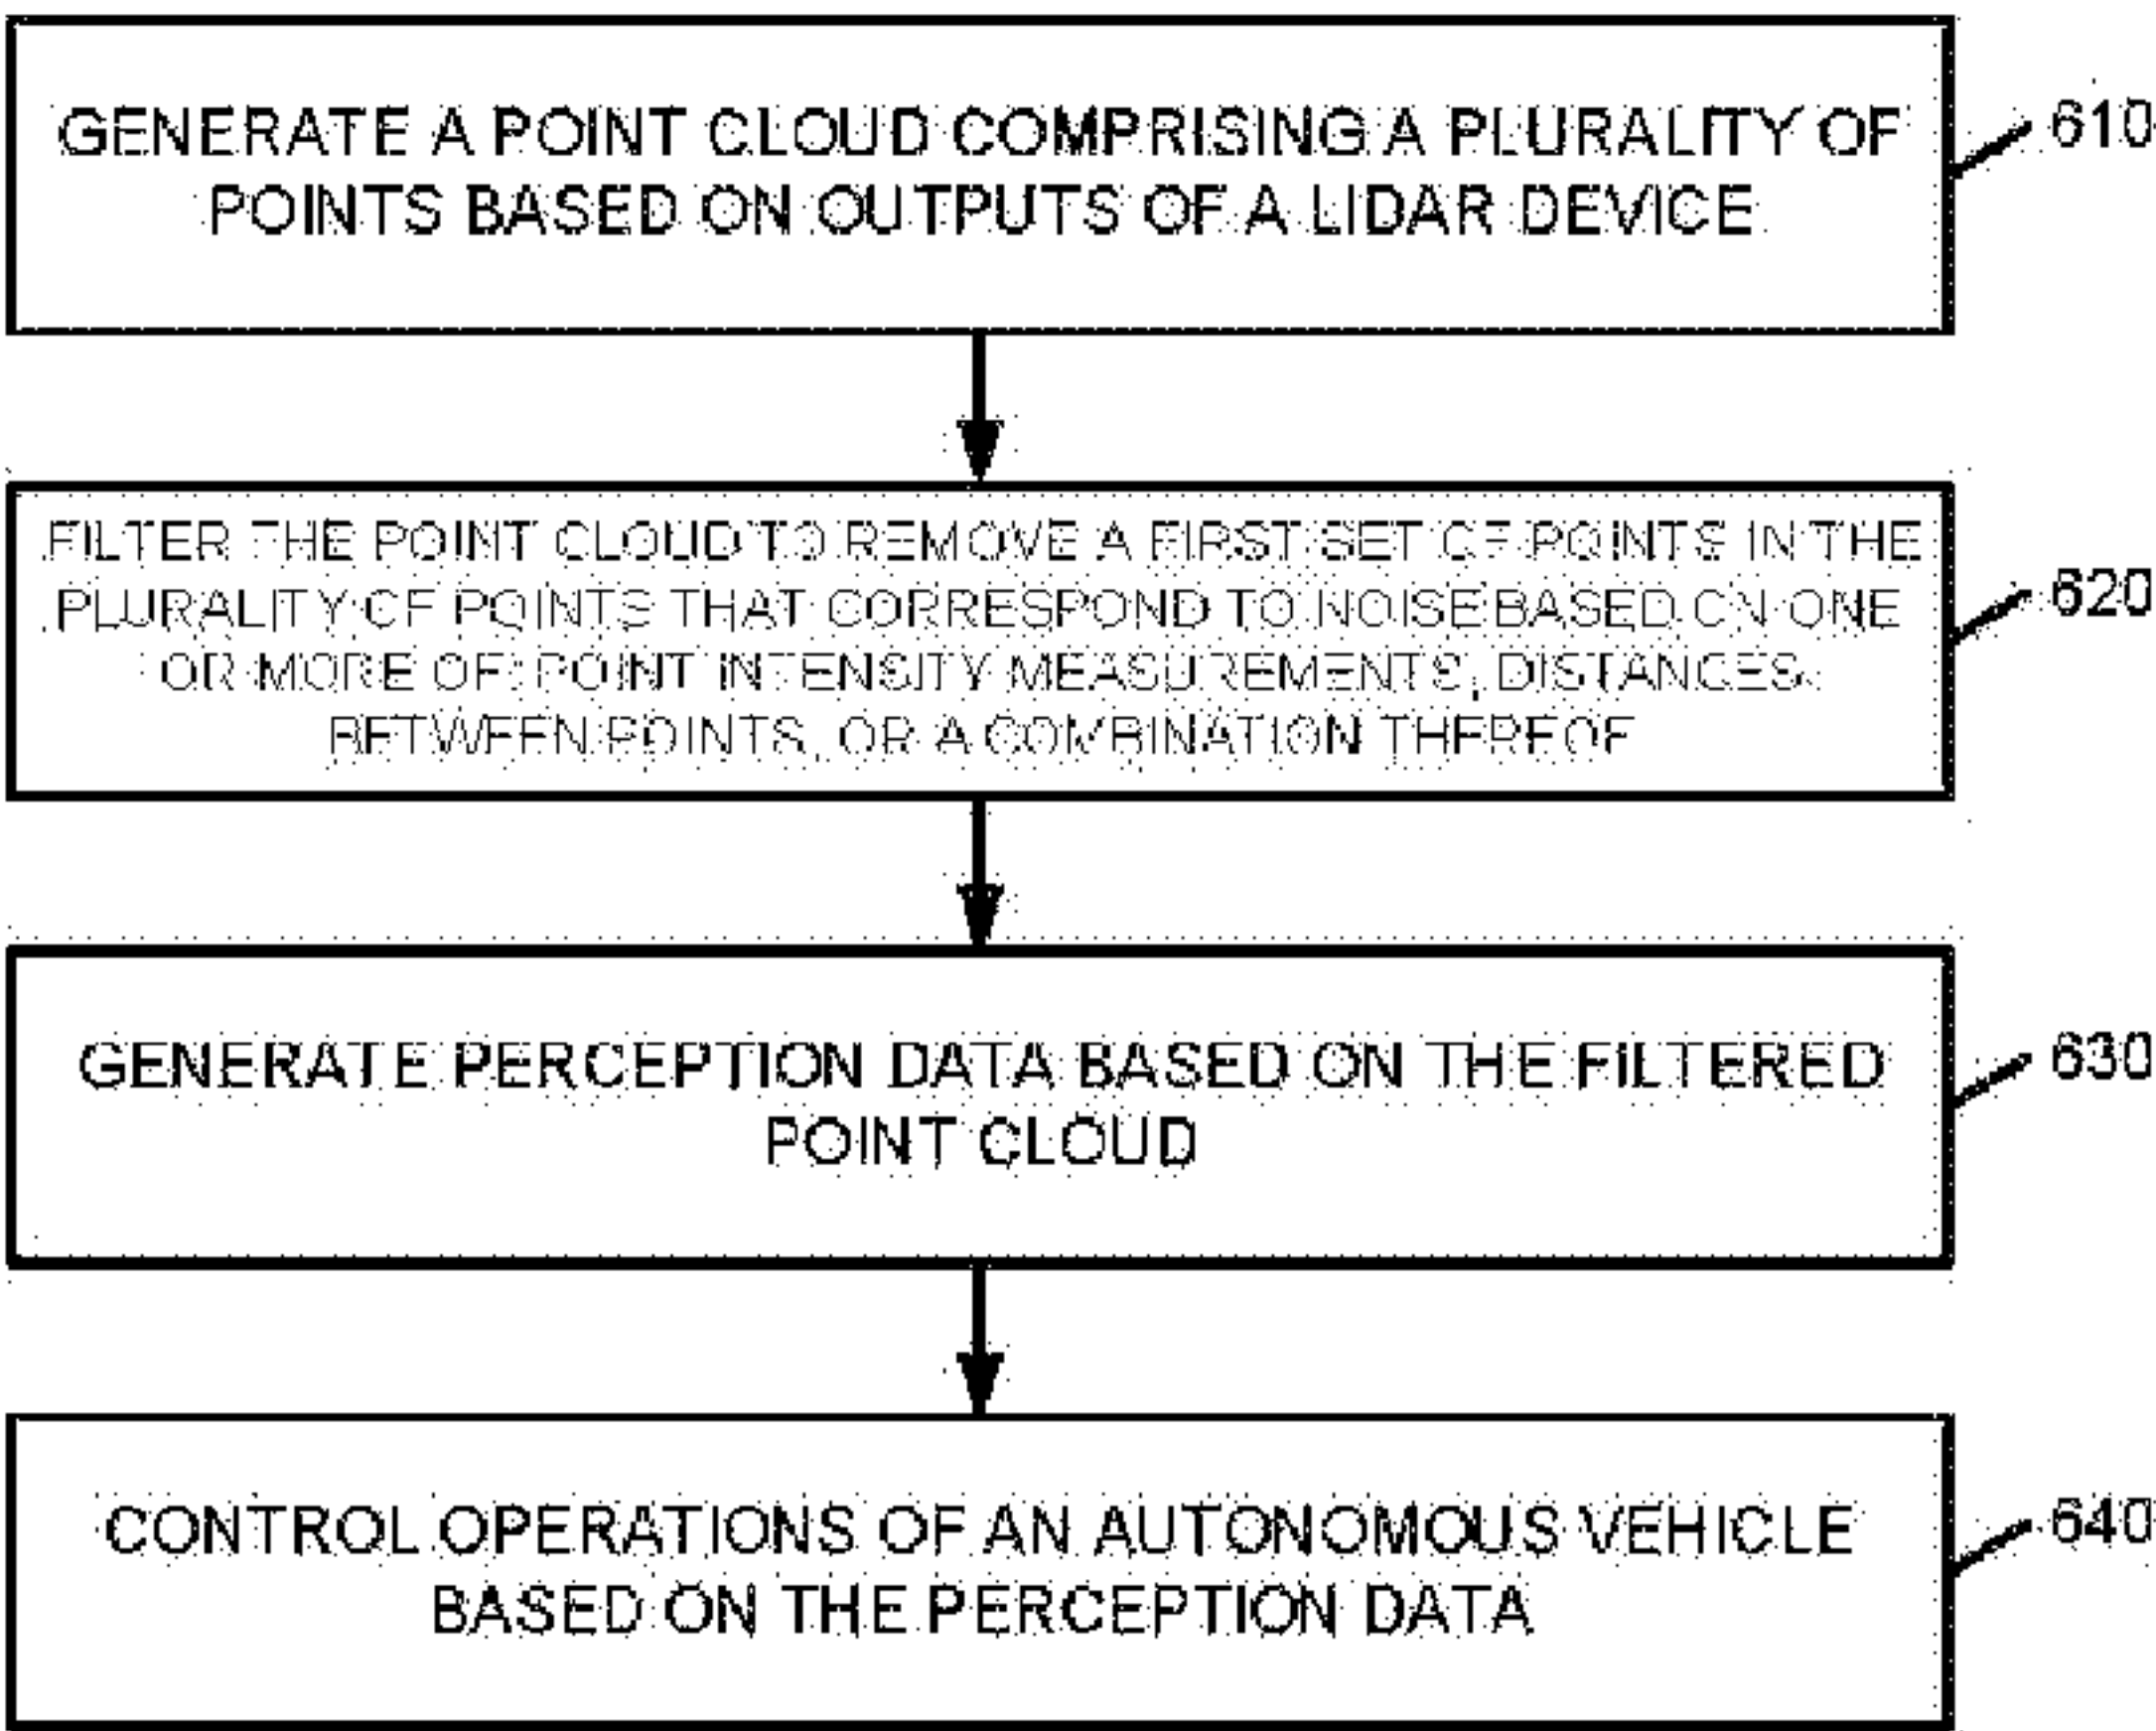 GENERATE A POINT CLOUD COMPRISING A PLURALITY OF
POINTS BASED ON OUTPUTS OF A LIDAR DEVICE
610
FILTER THE POINT CLOUD TO REMOVE A FIRST SET OF POINTS IN THE
PLURALITY OF POINTS THAT CORRESPOND TO NOISE BASED ON ONE
OR MORE OF: POINT INTENSITY MEASUREMENTS, DISTANCES
BETWEEN POINTS, OR A COMBINATION THEREOF
620
GENERATE PERCEPTION DATA BASED ON THE FILTERED
POINT CLOUD
630
CONTROL OPERATIONS OF AN AUTONOMOUS VEHICLE
BASED ON THE PERCEPTION DATA
640